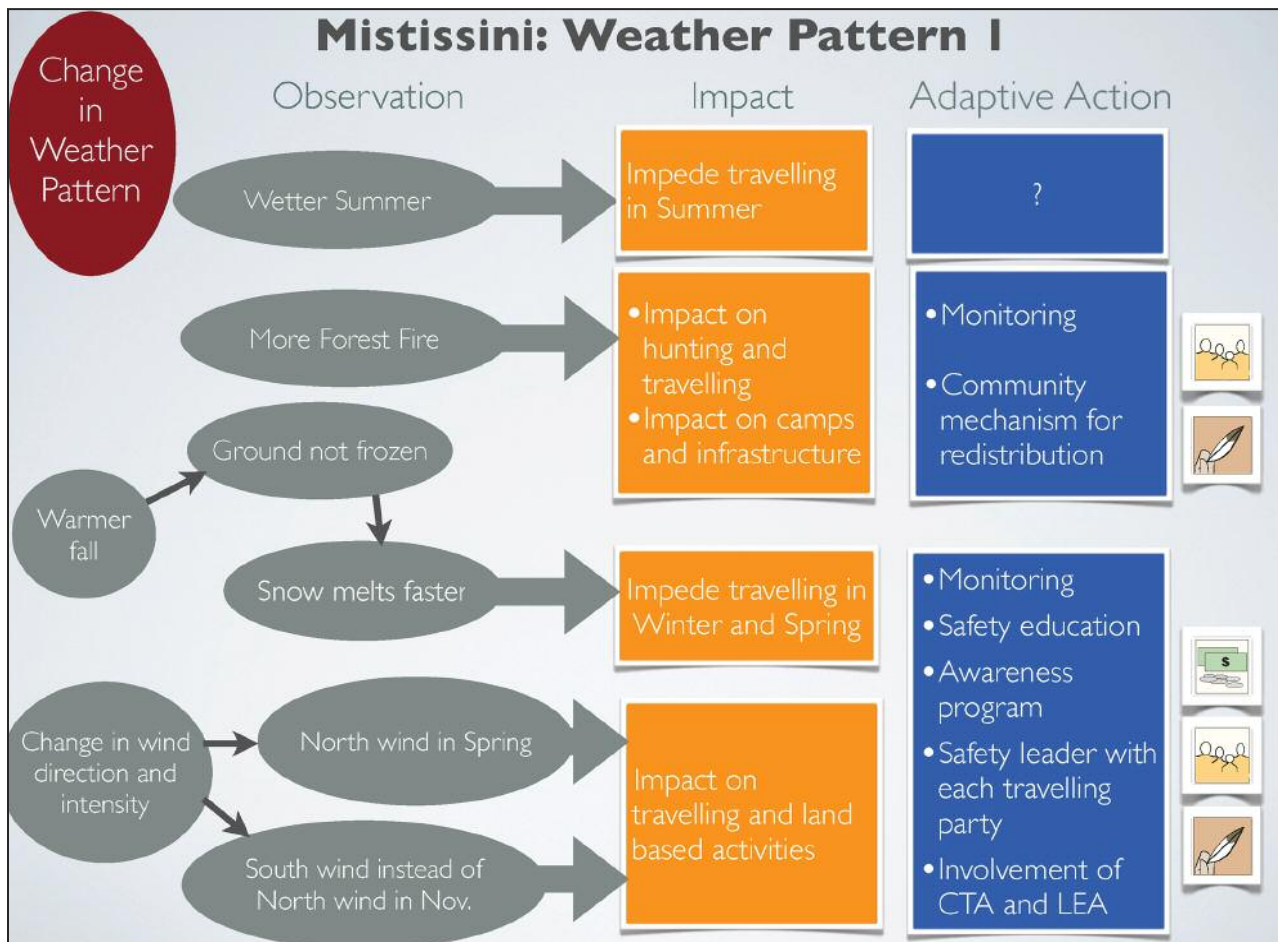 Mistissini: Weather Pattern 1
Change
in
Weather
Pattern
Observation
Impact
Adaptive Action
Wetter Summer
Impede travelling
in Summer
?
More Forest Fire
•Impact on
hunting and
travelling
•Impact on camps
and infrastructure
•Monitoring
•Community
mechanism for
redistribution
Warmer
fall
Ground not frozen
Snow melts faster
Impede travelling in
Winter and Spring
•Monitoring
•Safety education
•Awareness
program
•Safety leader with
each travelling
party
•Involvement of
CTA and LEA
Change in wind
direction and
intensity
North wind in Spring
South wind instead of
North wind in Nov.
Impact on
travelling and land
based activities
$